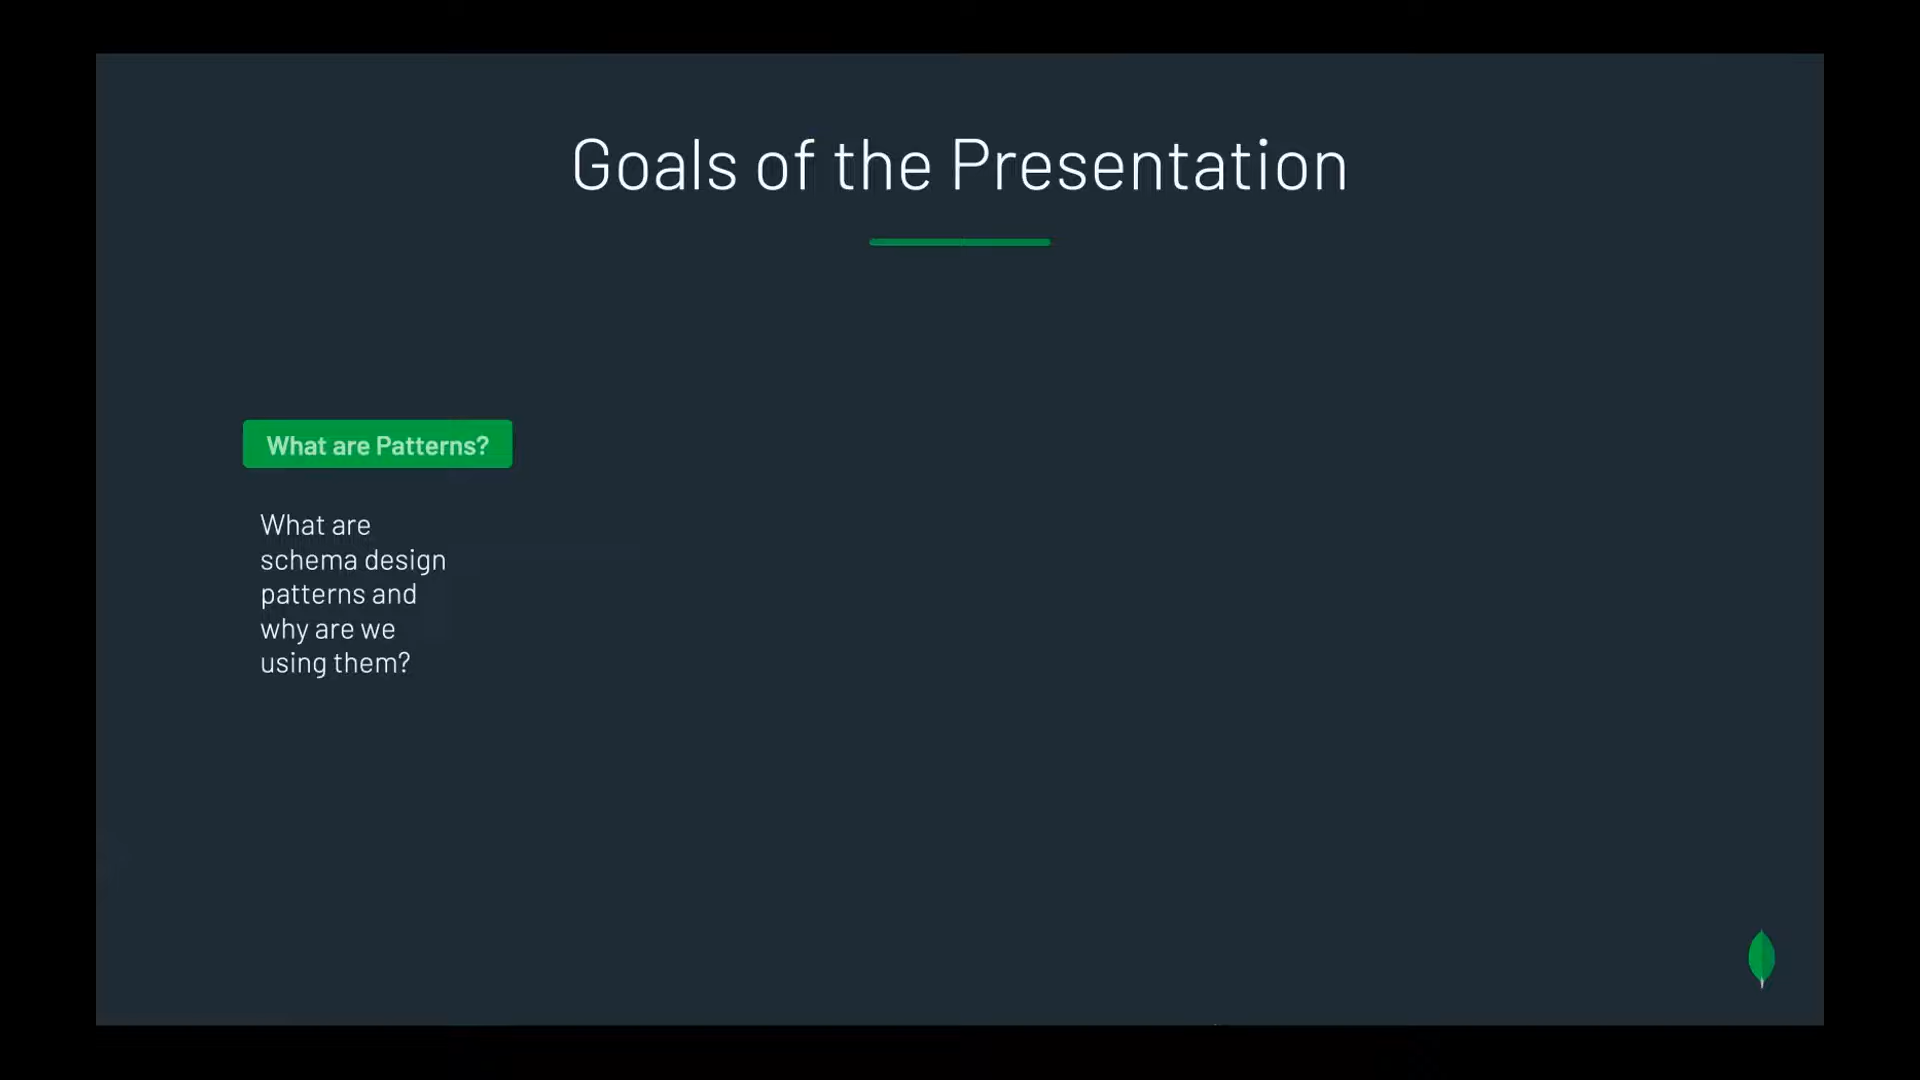 Goals of the Presentation
What are Patterns?
What are
schema design
patterns and
why are we
using them?